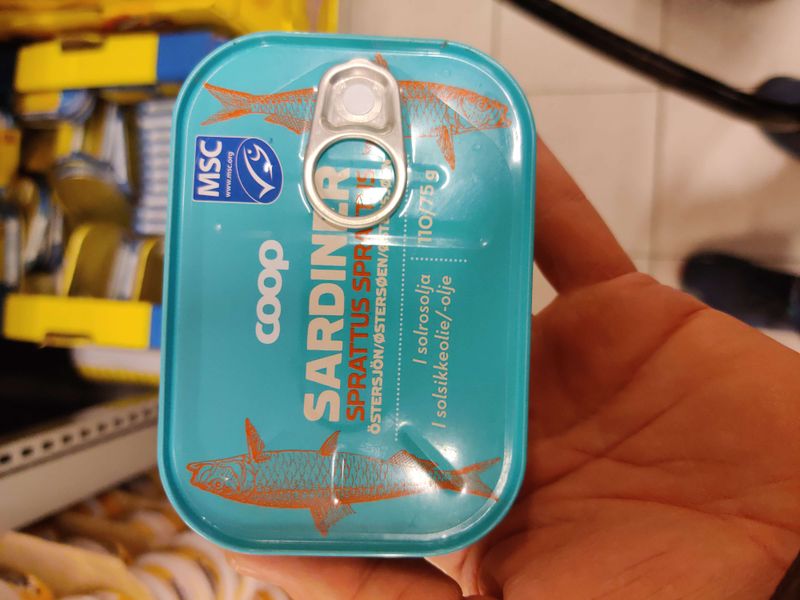 MSC
www.msc.org
coop
SARDINER
SPRATTUS SPRATTUS
ÖSTERSJÖN/ØSTERSØEN/
I solrosolja
I solsikkeolie/-olje
110/75 g